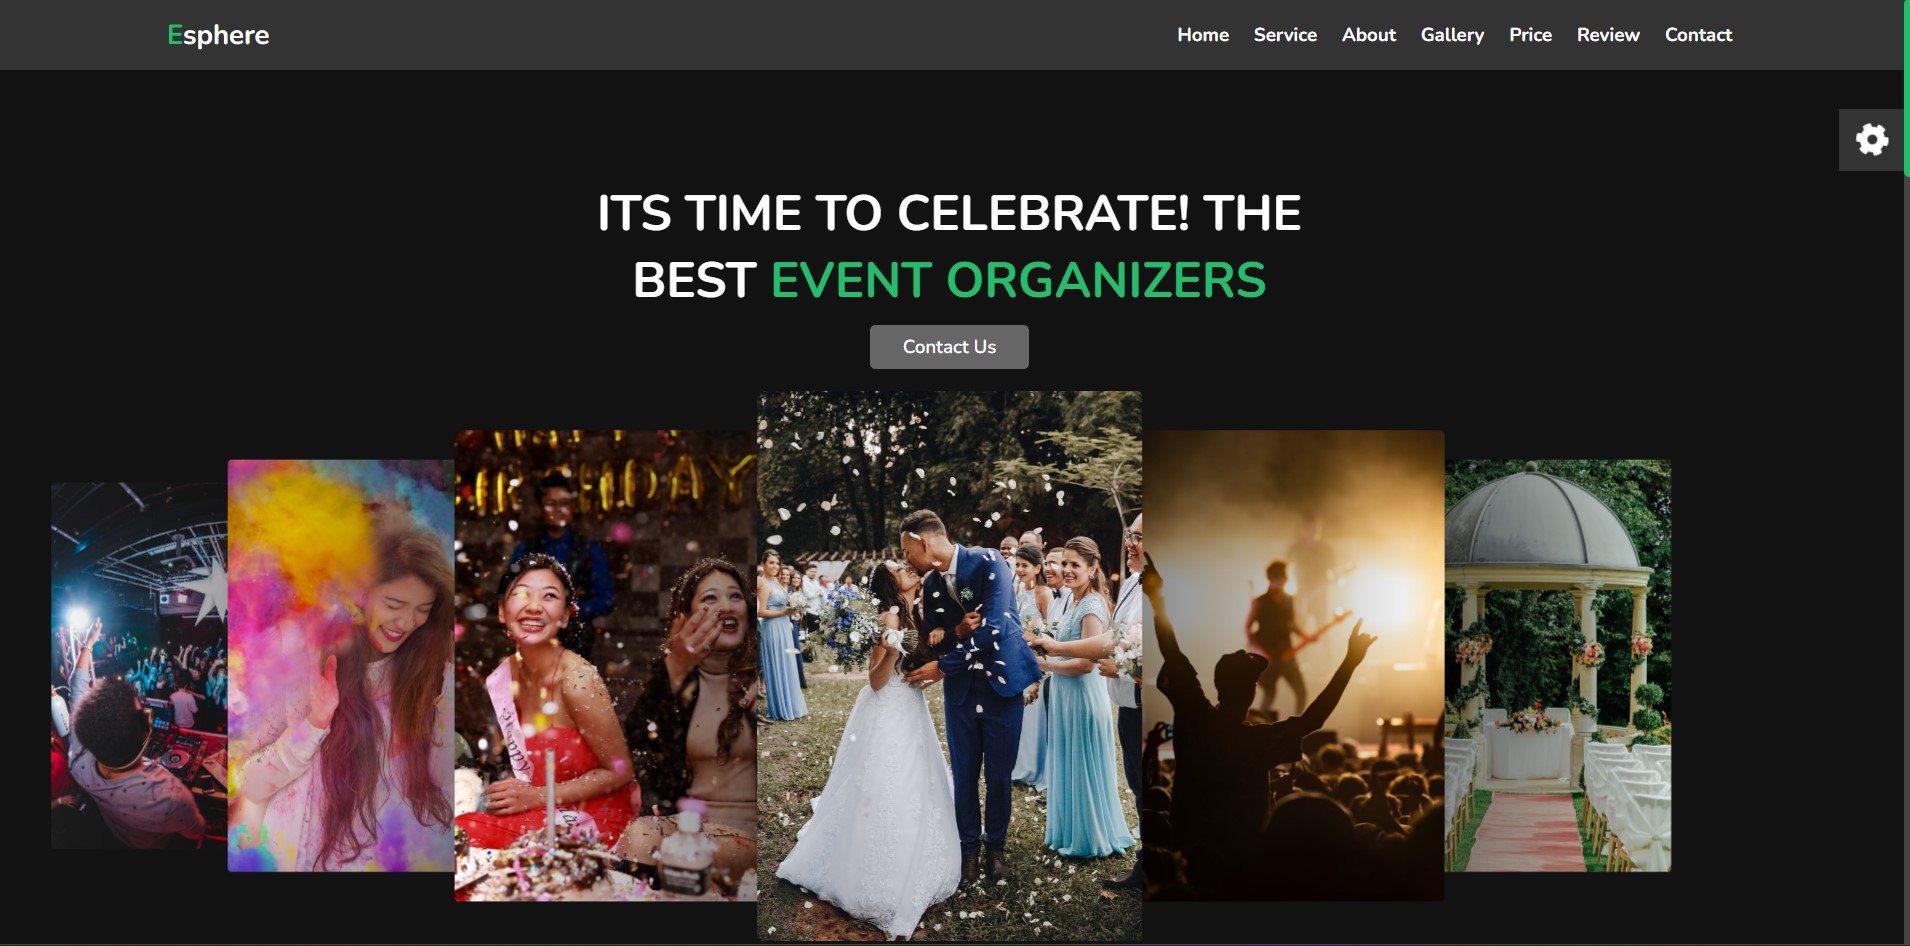 Esphere
Home Service About Gallery Price Review Contact
ITS TIME TO CELEBRATE! THE
BEST EVENT ORGANIZERS
Contact Us